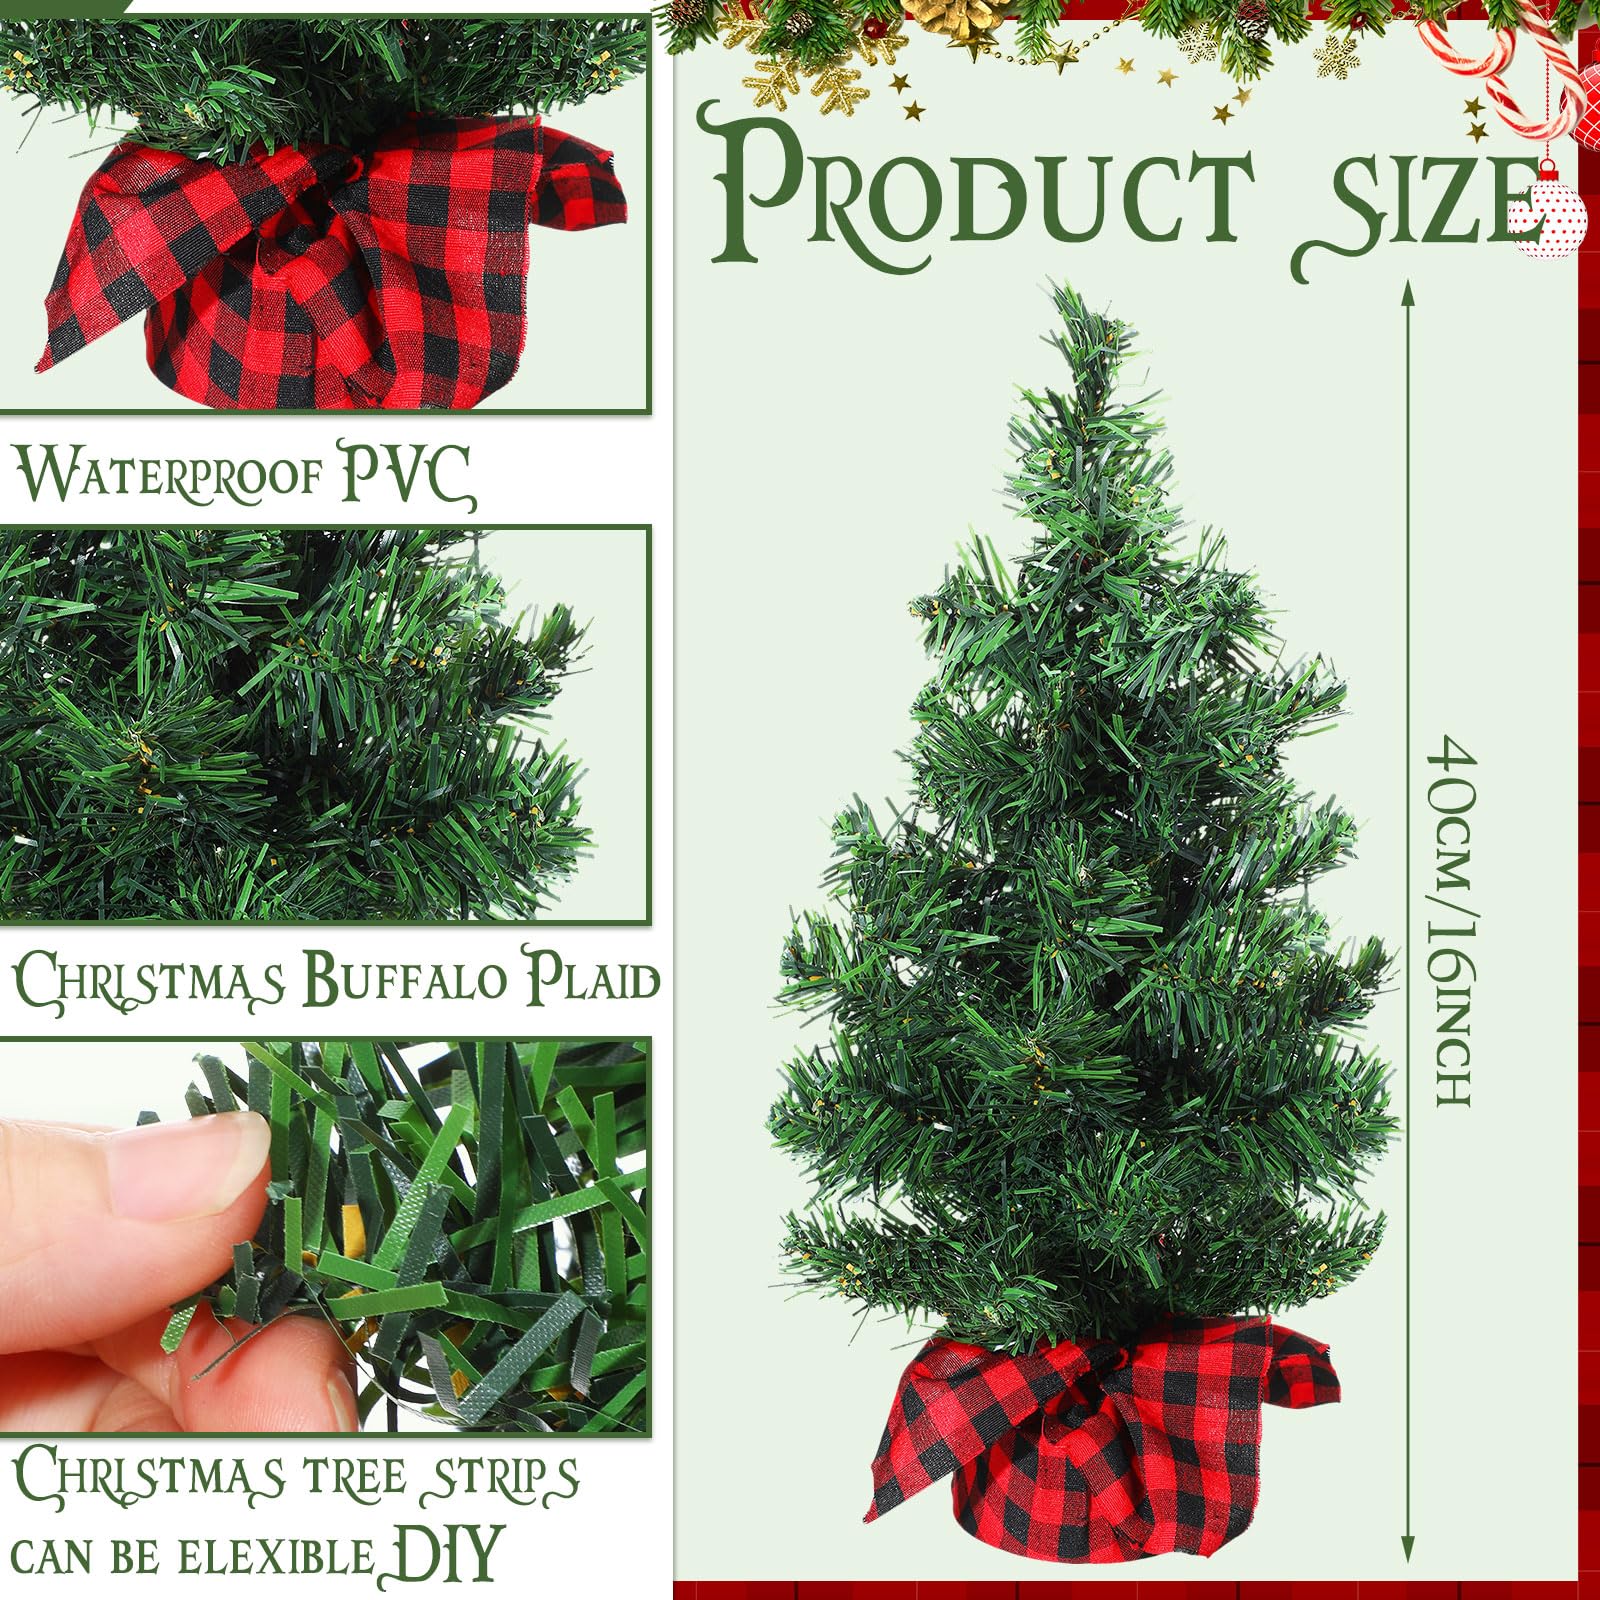 Waterproof PVC
Christmas Buffalo Plaid
Christmas tree strips
can be elexible DIY
Product size
40cm/16inch